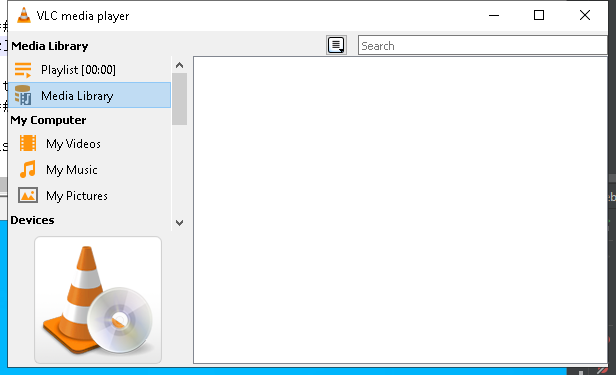 VLC media player
Media Library
Search
Playlist [00:00]
Media Library
My Computer
My Videos
My Music
My Pictures
Devices